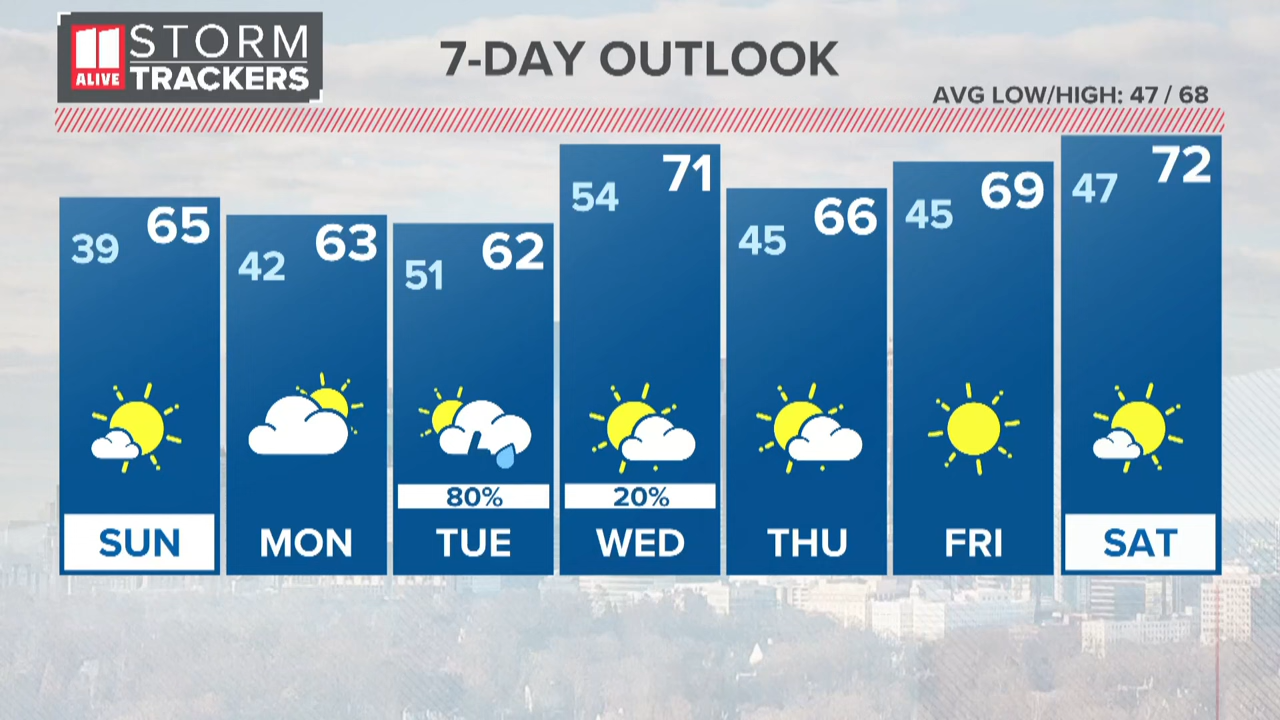 11 ALIVE
STORM
TRACKERS
7-DAY OUTLOOK
AVG LOW/HIGH: 47 / 68
39 65
42 63
51 62
54 71
45 66
45 69
47 72
80%
20%
SUN
MON
TUE
WED
THU
FRI
SAT